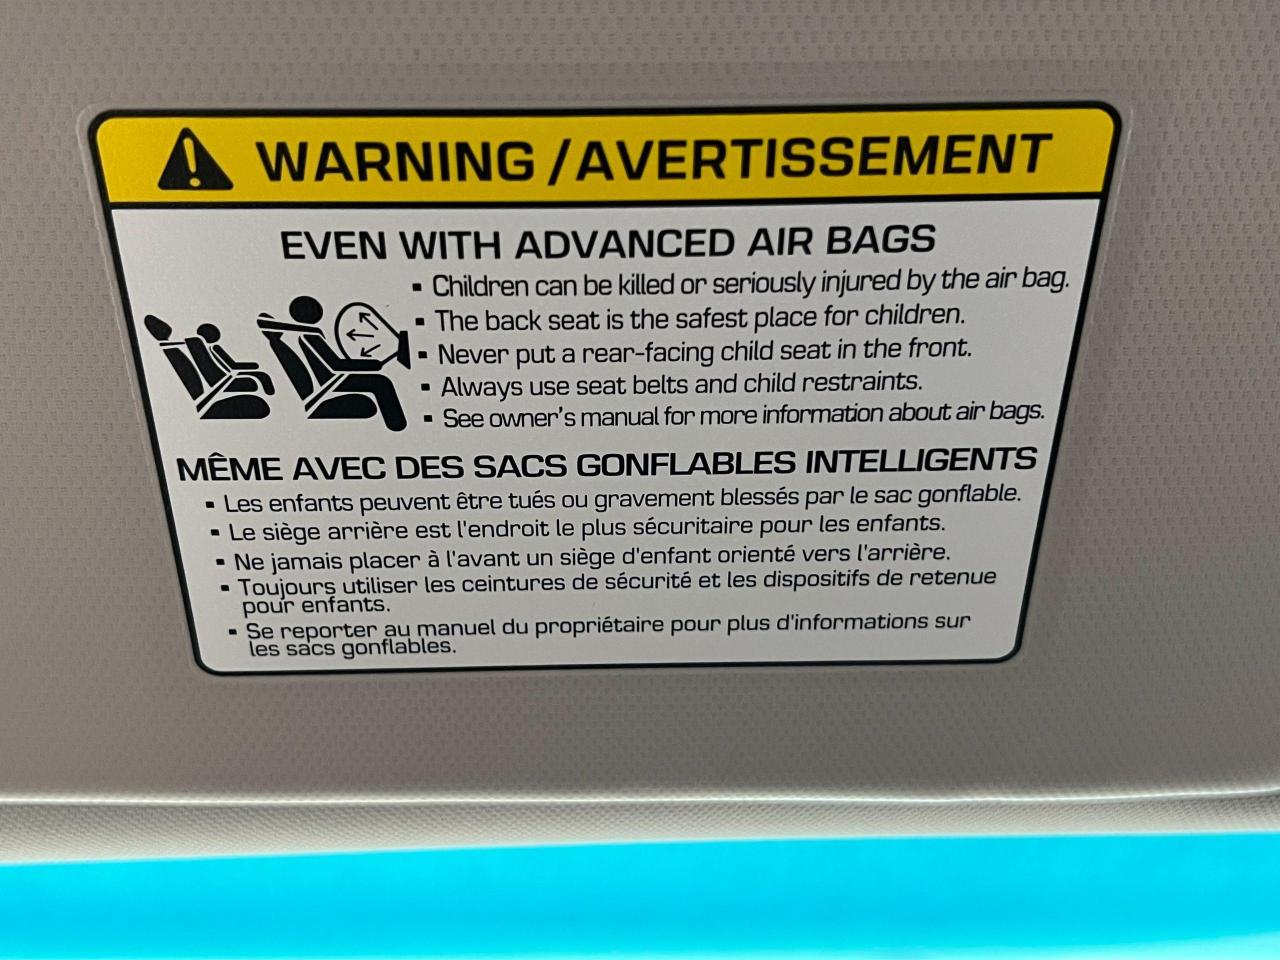 WARNING / AVERTISSEMENT
EVEN WITH ADVANCED AIR BAGS
▪ Children can be killed or seriously injured by the air bag.
▪ The back seat is the safest place for children.
▪ Never put a rear-facing child seat in the front.
▪ Always use seat belts and child restraints.
▪ See owner's manual for more information about air bags.
MÊME AVEC DES SACS GONFLABLES INTELLIGENTS
▪ Les enfants peuvent être tués ou gravement blessés par le sac gonflable.
▪ Le siège arrière est l'endroit le plus sécuritaire pour les enfants.
▪ Ne jamais placer à l'avant un siège d'enfant orienté vers l'arrière.
▪ Toujours utiliser les ceintures de sécurité et les dispositifs de retenue
pour enfants.
▪ Se reporter au manuel du propriétaire pour plus d'informations sur
les sacs gonflables.